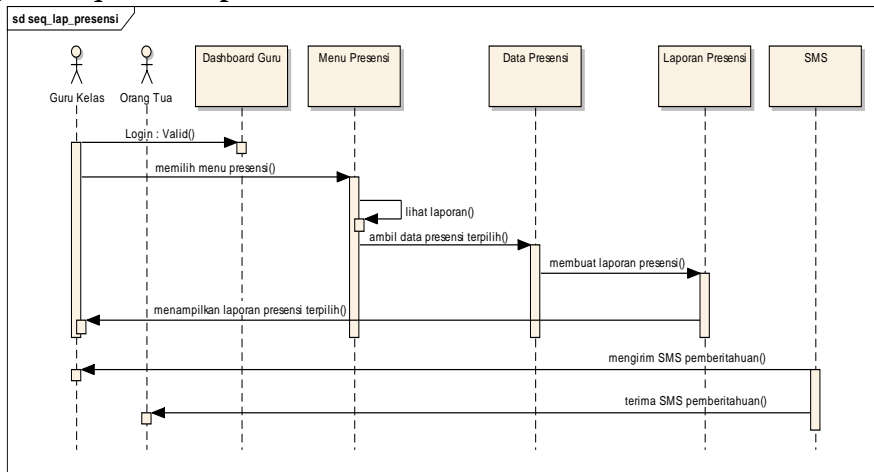 sd seq_lap_presensi
Guru Kelas
Orang Tua
Dashboard Guru
Menu Presensi
Data Presensi
Laporan Presensi
SMS
Login : Valid()
memilih menu presensi()
lihat laporan()
ambil data presensi terpilih()
membuat laporan presensi()
menampilkan laporan presensi terpilih()
mengirim SMS pemberitahuan()
terima SMS pemberitahuan()